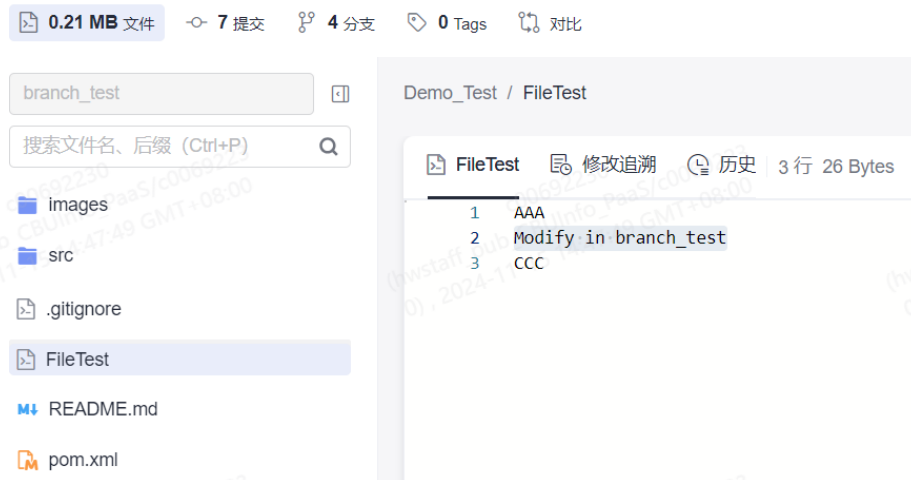 0.21 MB 文件 7 提交 4 分支 0 Tags 对比
branch_test
Demo_Test / FileTest
搜索文件名、后缀（Ctrl+P）
FileTest 修改追溯 历史 3 行 26 Bytes
images
1 AAA
2 Modify in branch_test
3 CCC
src
.gitignore
FileTest
README.md
pom.xml